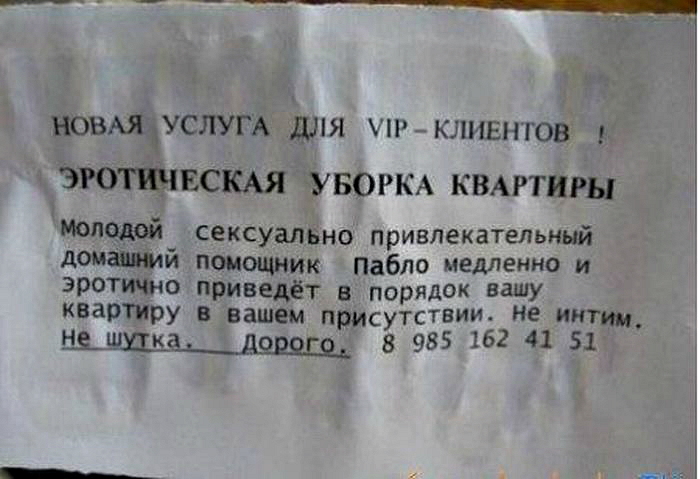 НОВАЯ УСЛУГА ДЛЯ VIP – КЛИЕНТОВ !
ЭРОТИЧЕСКАЯ УБОРКА КВАРТИРЫ
Молодой сексуально привлекательный
домашний помощник Пабло медленно и
эротично приведёт в порядок вашу
квартиру в вашем присутствии. Не интим.
Не шутка. Дорого. 8 985 162 41 51